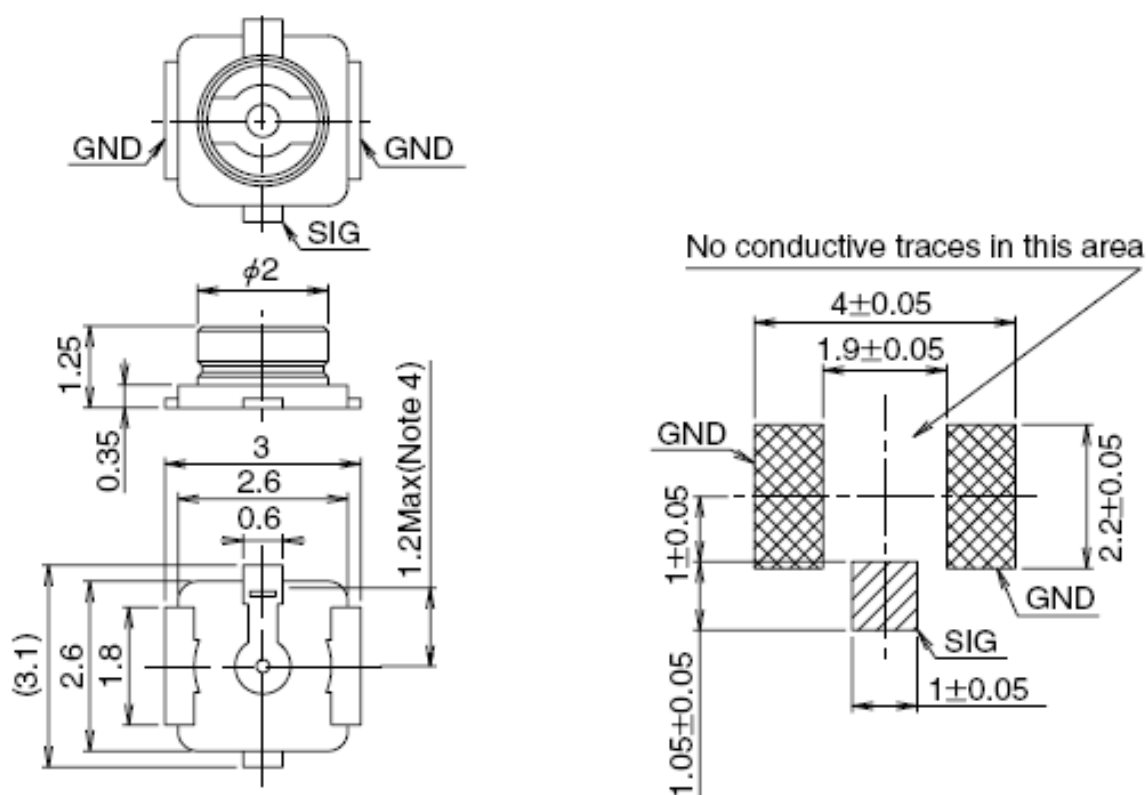 GND
GND
SIG
ϕ2
1.25
0.35
3
2.6
0.6
1.2Max(Note 4)
(3.1)
2.6
1.8
No conductive traces in this area
4±0.05
1.9±0.05
GND
1±0.05
2.2±0.05
GND
SIG
1±0.05
1.05±0.05